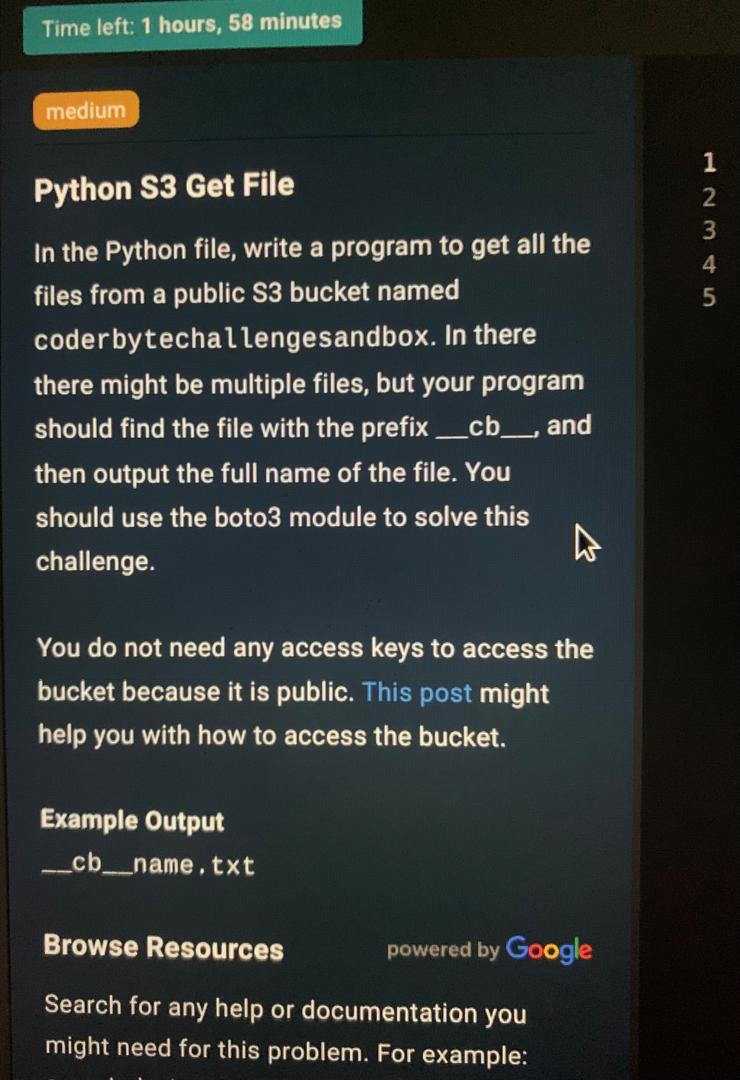 Time left: 1 hours, 58 minutes
medium
Python S3 Get File
In the Python file, write a program to get all the
files from a public S3 bucket named
coderbytechallengesandbox. In there
there might be multiple files, but your program
should find the file with the prefix __cb__, and
then output the full name of the file. You
should use the boto3 module to solve this
challenge.
You do not need any access keys to access the
bucket because it is public. This post might
help you with how to access the bucket.
Example Output
__cb__name.txt
Browse Resources
powered by Google
Search for any help or documentation you
might need for this problem. For example:
1
2
3
4
5